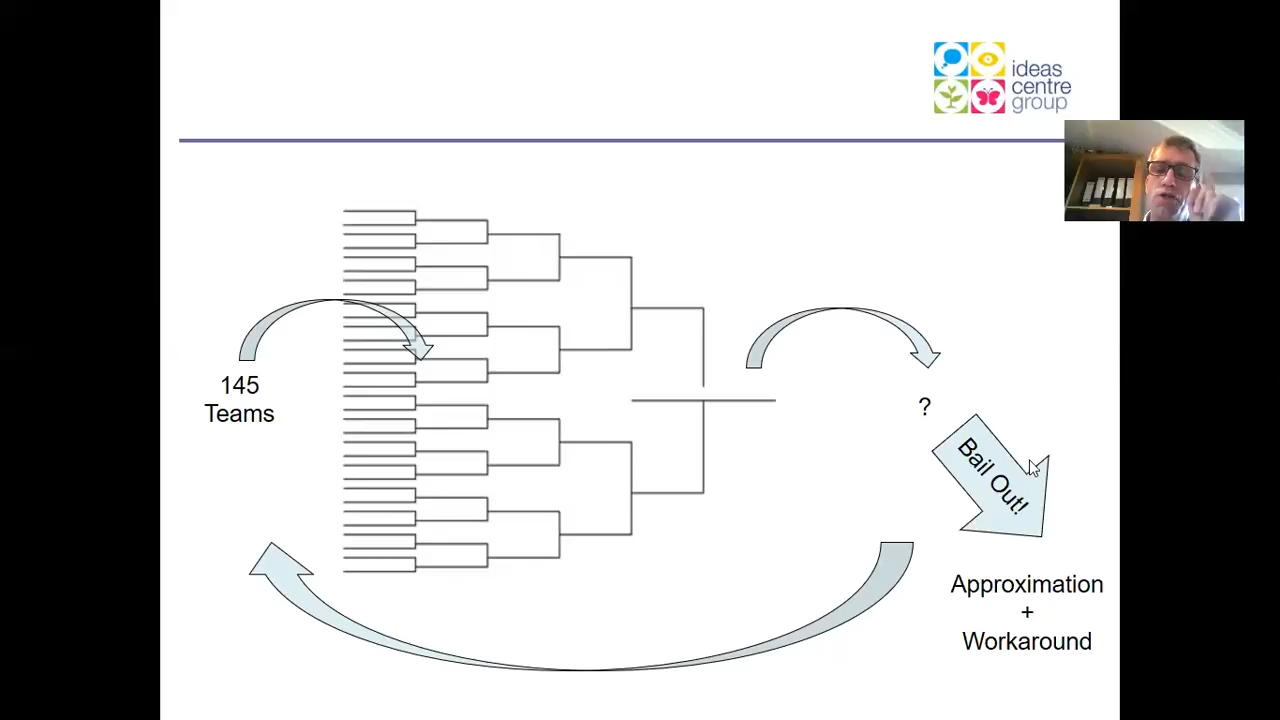 ideas
centre
group
145
Teams
?
Bail Out!
Approximation
+
Workaround